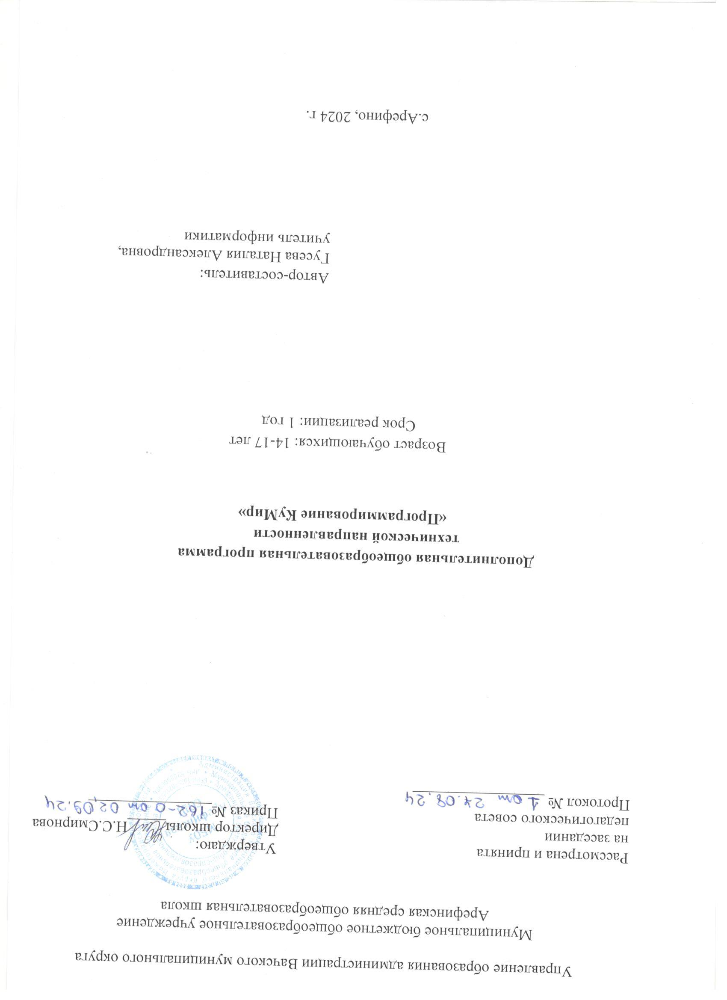 Управление образования администрации Вачского муниципального округа
Муниципальное бюджетное общеобразовательное учреждение
Арефинская средняя общеобразовательная школа
Рассмотрена и принята
на заседании
педагогического совета
Протокол № 1 от 27.08.24
Утверждаю:
Директор школы Н.С.Смирнова
Приказ № 162-О от 02.09.24
Дополнительная общеобразовательная программа
технической направленности
«Программирование КуМир»
Возраст обучающихся: 14-17 лет
Срок реализации: 1 год
Автор-составитель:
Гусева Наталия Александровна,
учитель информатики
с.Арефино, 2024 г.